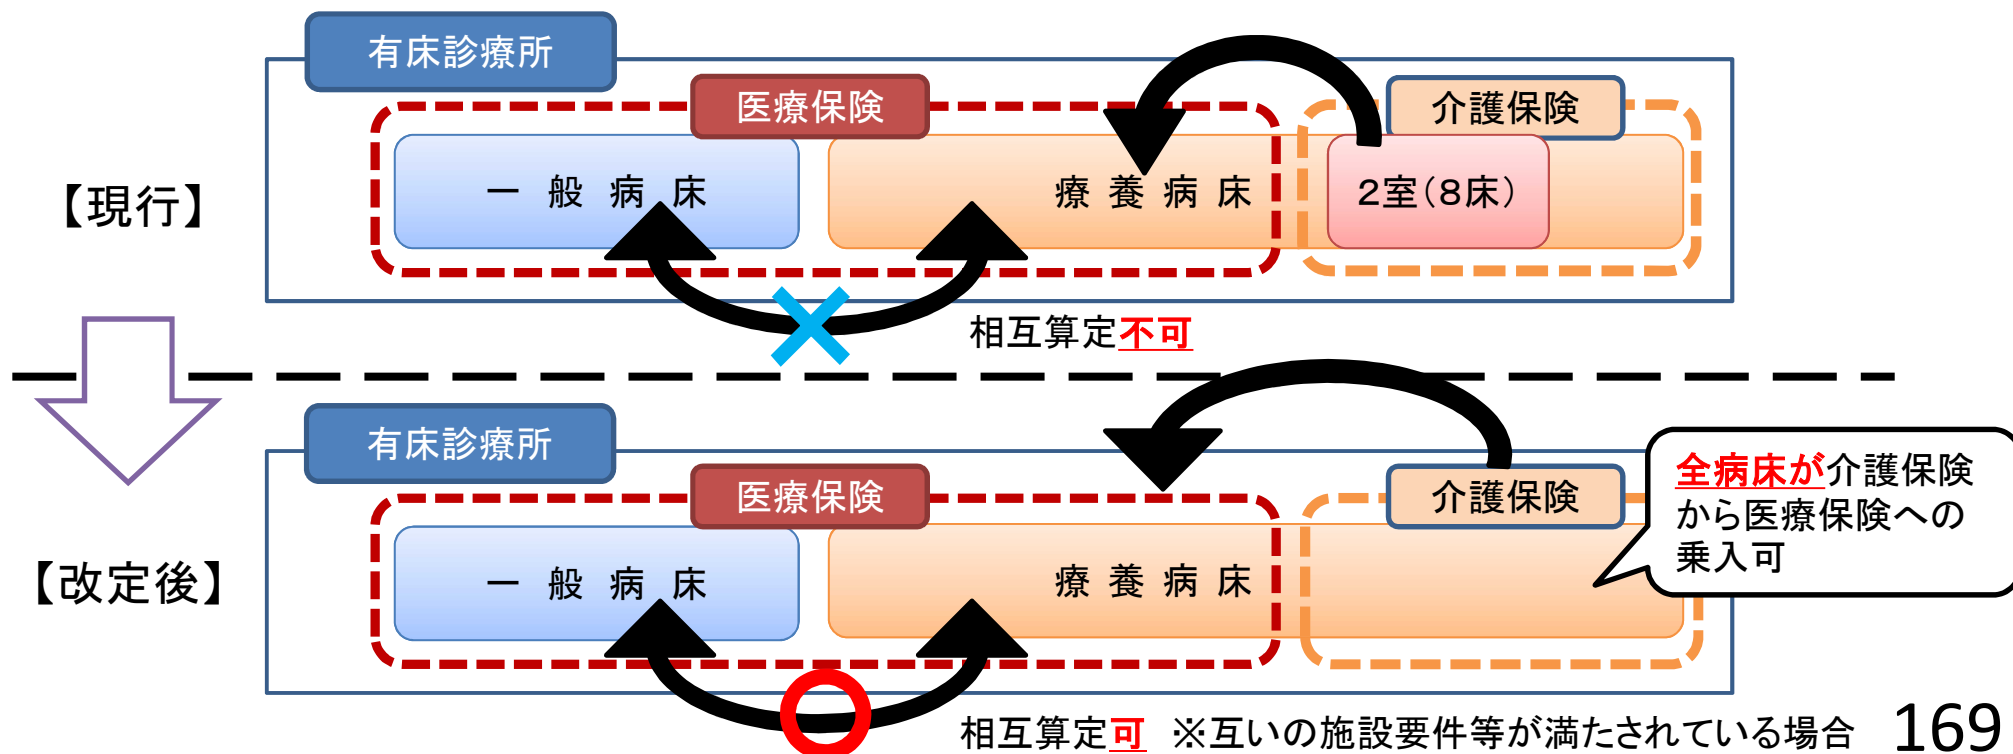 有床診療所
医療保険
介護保険
【現行】
一般病床
療養病床
2室（8床）
相互算定不可
有床診療所
医療保険
介護保険
全病床が介護保険
から医療保険への
乗入可
【改定後】
一般病床
療養病床
相互算定可 ※互いの施設要件等が満たされている場合
169